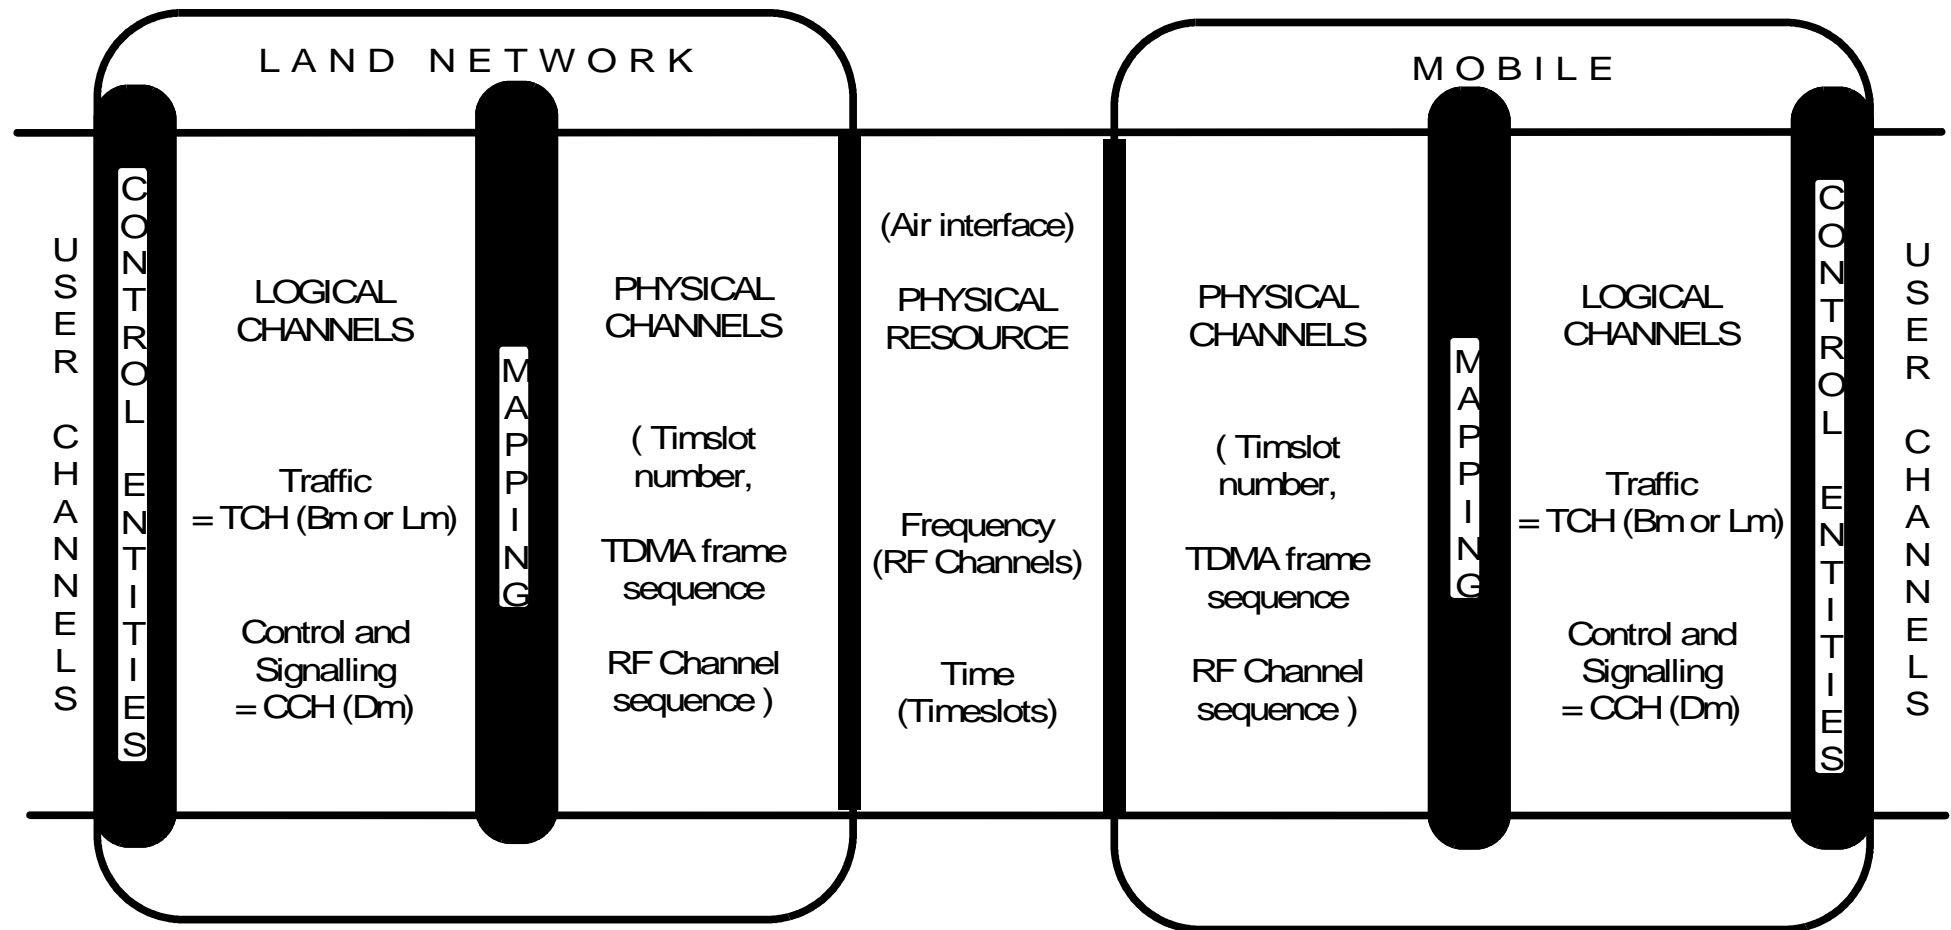 LAND NETWORK
MOBILE
USER CHANNELS
CONTROL ENTITIES
LOGICAL
CHANNELS
Traffic
= TCH (Bm or Lm)
Control and
Signalling
= CCH (Dm)
MAPPING
PHYSICAL
CHANNELS
( Timslot
number,
TDMA frame
sequence
RF Channel
sequence )
(Air interface)
PHYSICAL
RESOURCE
Frequency
(RF Channels)
Time
(Timeslots)
PHYSICAL
CHANNELS
( Timslot
number,
TDMA frame
sequence
RF Channel
sequence )
MAPPING
LOGICAL
CHANNELS
Traffic
= TCH (Bm or Lm)
Control and
Signalling
= CCH (Dm)
CONTROL ENTITIES
USER CHANNELS